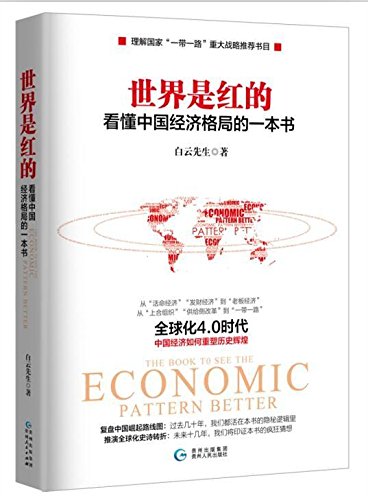 理解国家“一带一路”重大战略推荐书目
世界是红的
看懂中国经济格局的一本书
白云先生◎著
ECONOMIC
PATTERN
BETTER
从“活命经济”“发财经济”到“老板经济”
从“上合组织”“供给侧改革”到“一带一路”
全球化4.0时代
中国经济如何重塑历史辉煌
THE BOOK TO SEE THE
ECONOMIC
PATTERN BETTER
复盘中国崛起路线图：过去几十年，我们都活在本书的隐秘逻辑里
推演全球化史诗转折：未来十几年，我们将印证本书的疯狂猜想
贵州出版集团
贵州人民出版社
世界是红的
看懂中国
经济格局的一本书
ECONOMIC
PATTERN BETTER
白云先生◎著